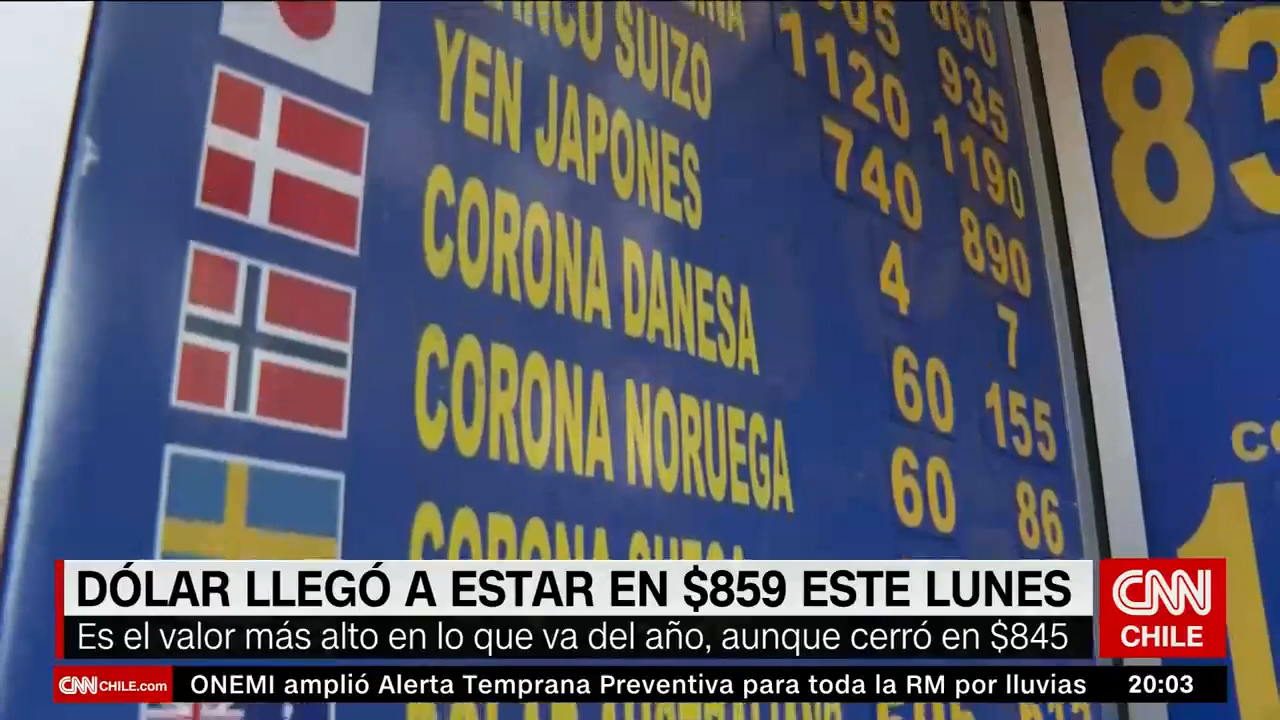 860
935
1120 1190
SUIZO 740 890
YEN JAPONES 4 7
CORONA DANESA 60 155
CORONA NORUEGA 60 86
CORONA
83
DÓLAR LLEGÓ A ESTAR EN $859 ESTE LUNES
Es el valor más alto en lo que va del año, aunque cerró en $845
CNN CHILE
CNNCHILE.com ONEMI amplió Alerta Temprana Preventiva para toda la RM por lluvias 20:03